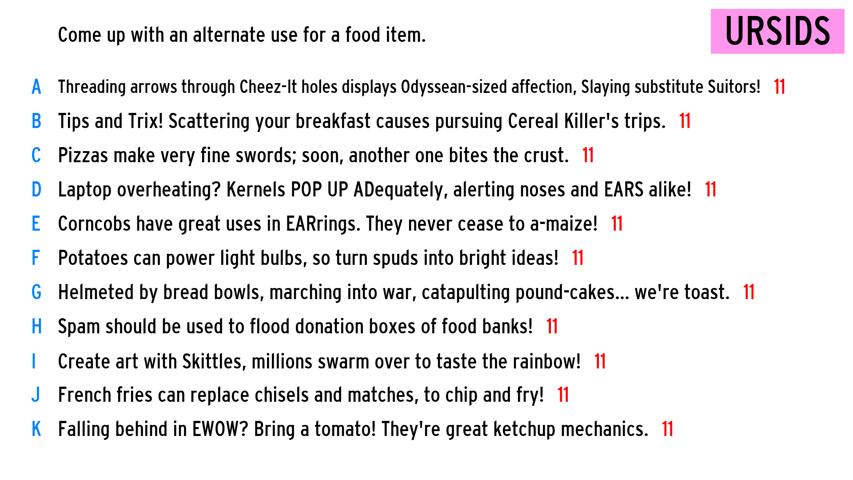 Come up with an alternate use for a food item.
URSIDS
A Threading arrows through Cheez-It holes displays Odyssean-sized affection, Slaying substitute Suitors! 11
B Tips and Trix! Scattering your breakfast causes pursuing Cereal Killer's trips. 11
C Pizzas make very fine swords; soon, another one bites the crust. 11
D Laptop overheating? Kernels POP UP ADequately, alerting noses and EARS alike! 11
E Corncobs have great uses in EARrings. They never cease to a-maize! 11
F Potatoes can power light bulbs, so turn spuds into bright ideas! 11
G Helmeted by bread bowls, marching into war, catapulting pound-cakes... we're toast. 11
H Spam should be used to flood donation boxes of food banks! 11
I Create art with Skittles, millions swarm over to taste the rainbow! 11
J French fries can replace chisels and matches, to chip and fry! 11
K Falling behind in EWOW? Bring a tomato! They're great ketchup mechanics. 11